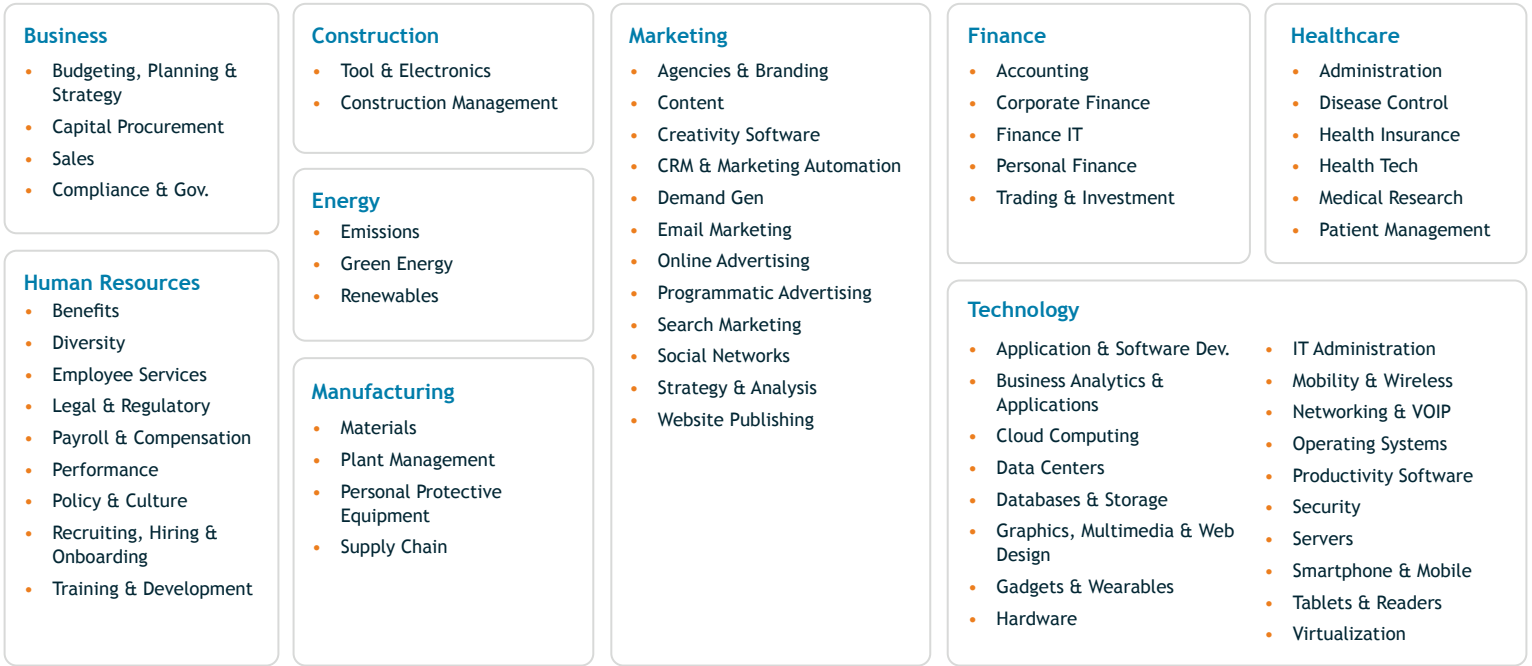 Business
• Budgeting, Planning &
Strategy
• Capital Procurement
• Sales
• Compliance & Gov.
Human Resources
• Benefits
• Diversity
• Employee Services
• Legal & Regulatory
• Payroll & Compensation
• Performance
• Policy & Culture
• Recruiting, Hiring &
Onboarding
• Training & Development
Construction
• Tool & Electronics
• Construction Management
Energy
• Emissions
• Green Energy
• Renewables
Manufacturing
• Materials
• Plant Management
• Personal Protective
Equipment
• Supply Chain
Marketing
• Agencies & Branding
• Content
• Creativity Software
• CRM & Marketing Automation
• Demand Gen
• Email Marketing
• Online Advertising
• Programmatic Advertising
• Search Marketing
• Social Networks
• Strategy & Analysis
• Website Publishing
Finance
• Accounting
• Corporate Finance
• Finance IT
• Personal Finance
• Trading & Investment
Healthcare
• Administration
• Disease Control
• Health Insurance
• Health Tech
• Medical Research
• Patient Management
Technology
• Application & Software Dev.
• Business Analytics &
Applications
• Cloud Computing
• Data Centers
• Databases & Storage
• Graphics, Multimedia & Web
Design
• Gadgets & Wearables
• Hardware
• IT Administration
• Mobility & Wireless
• Networking & VOIP
• Operating Systems
• Productivity Software
• Security
• Servers
• Smartphone & Mobile
• Tablets & Readers
• Virtualization